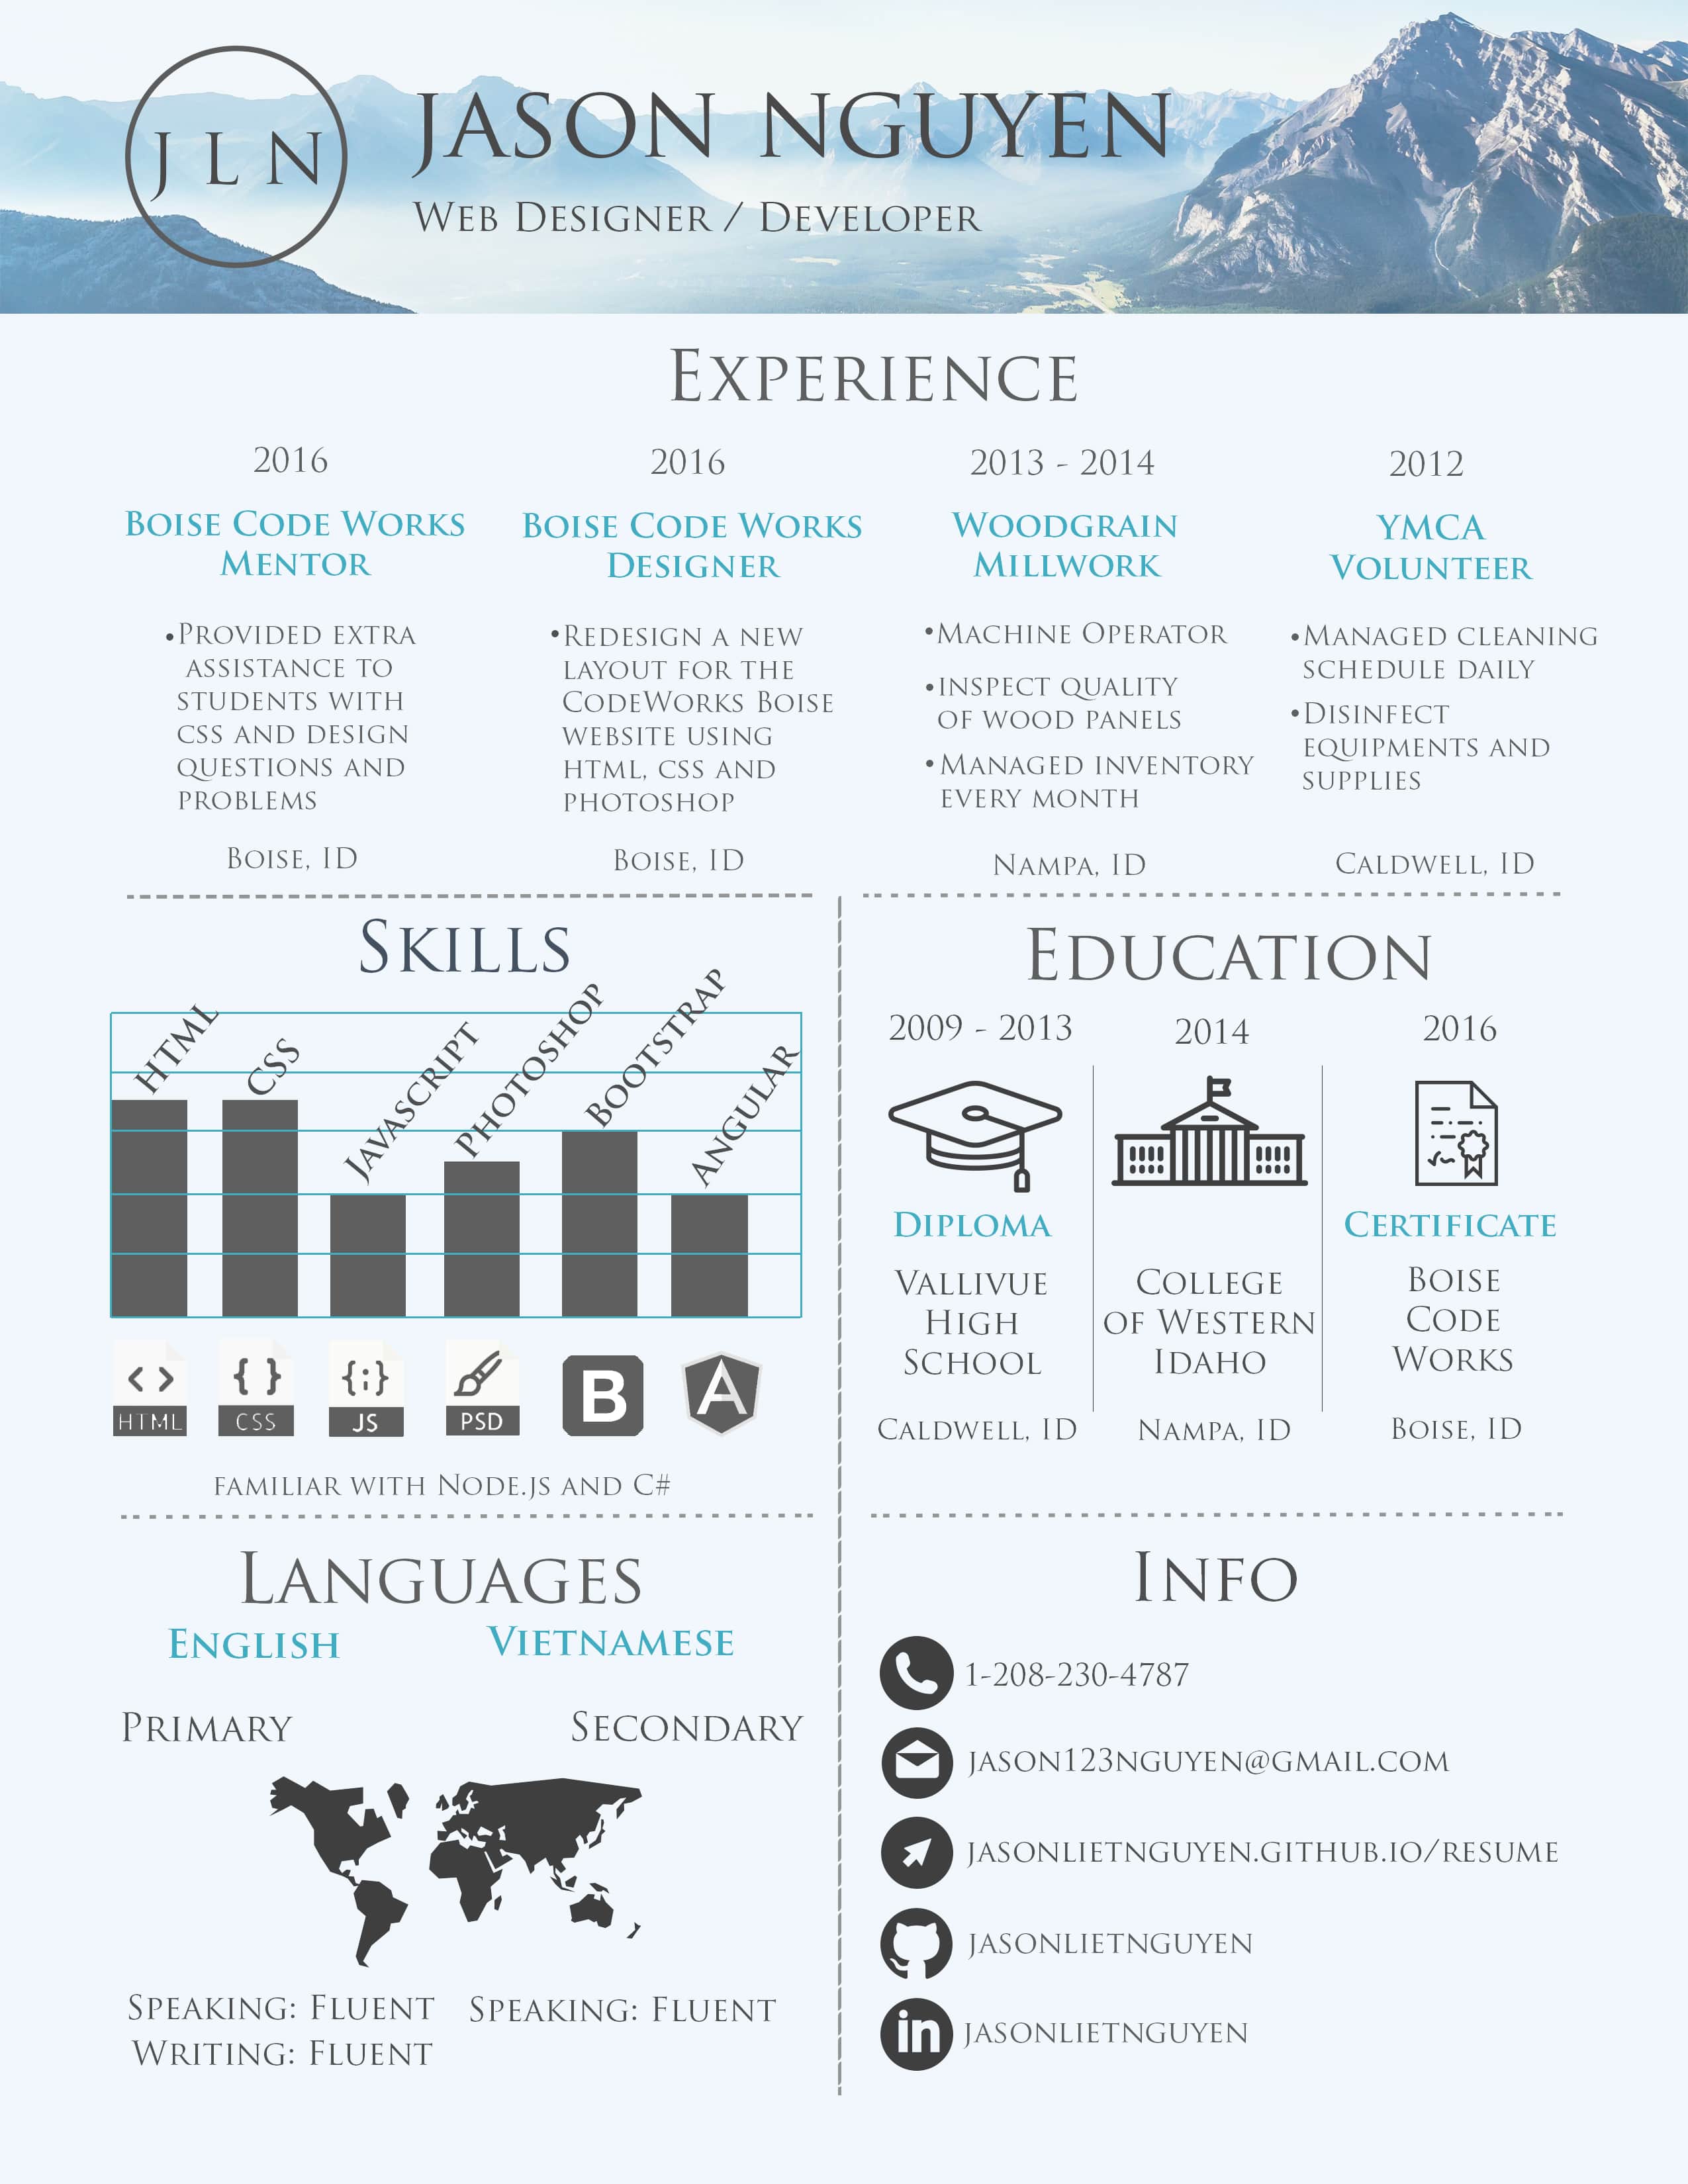 J L N
JASON NGUYEN
WEB DESIGNER / DEVELOPER
EXPERIENCE
2016
BOISE CODE WORKS
MENTOR
•PROVIDED EXTRA
ASSISTANCE TO
STUDENTS WITH
CSS AND DESIGN
QUESTIONS AND
PROBLEMS
BOISE, ID
2016
BOISE CODE WORKS
DESIGNER
•REDESIGN A NEW
LAYOUT FOR THE
CODEWORKS BOISE
WEBSITE USING
HTML, CSS AND
PHOTOSHOP
BOISE, ID
2013 - 2014
WOODGRAIN
MILLWORK
•MACHINE OPERATOR
•INSPECT QUALITY
OF WOOD PANELS
•MANAGED INVENTORY
EVERY MONTH
NAMPA, ID
2012
YMCA
VOLUNTEER
•MANAGED CLEANING
SCHEDULE DAILY
•DISINFECT
EQUIPMENTS AND
SUPPLIES
CALDWELL, ID
SKILLS
HTML
CSS
JAVASCRIPT
PHOTOSHOP
BOOTSTRAP
ANGULAR
< >
HTML
{ }
CSS
{;}
JS
PSD
B
A
FAMILIAR WITH NODE.JS AND C#
EDUCATION
2009 - 2013
DIPLOMA
VALLIVUE
HIGH
SCHOOL
CALDWELL, ID
2014
COLLEGE
OF WESTERN
IDAHO
NAMPA, ID
2016
CERTIFICATE
BOISE
CODE
WORKS
BOISE, ID
LANGUAGES
ENGLISH
PRIMARY
VIETNAMESE
SECONDARY
SPEAKING: FLUENT
WRITING: FLUENT
SPEAKING: FLUENT
INFO
1-208-230-4787
JASON123NGUYEN@GMAIL.COM
JASONLIETNGUYEN.GITHUB.IO/RESUME
JASONLIETNGUYEN
in
JASONLIETNGUYEN